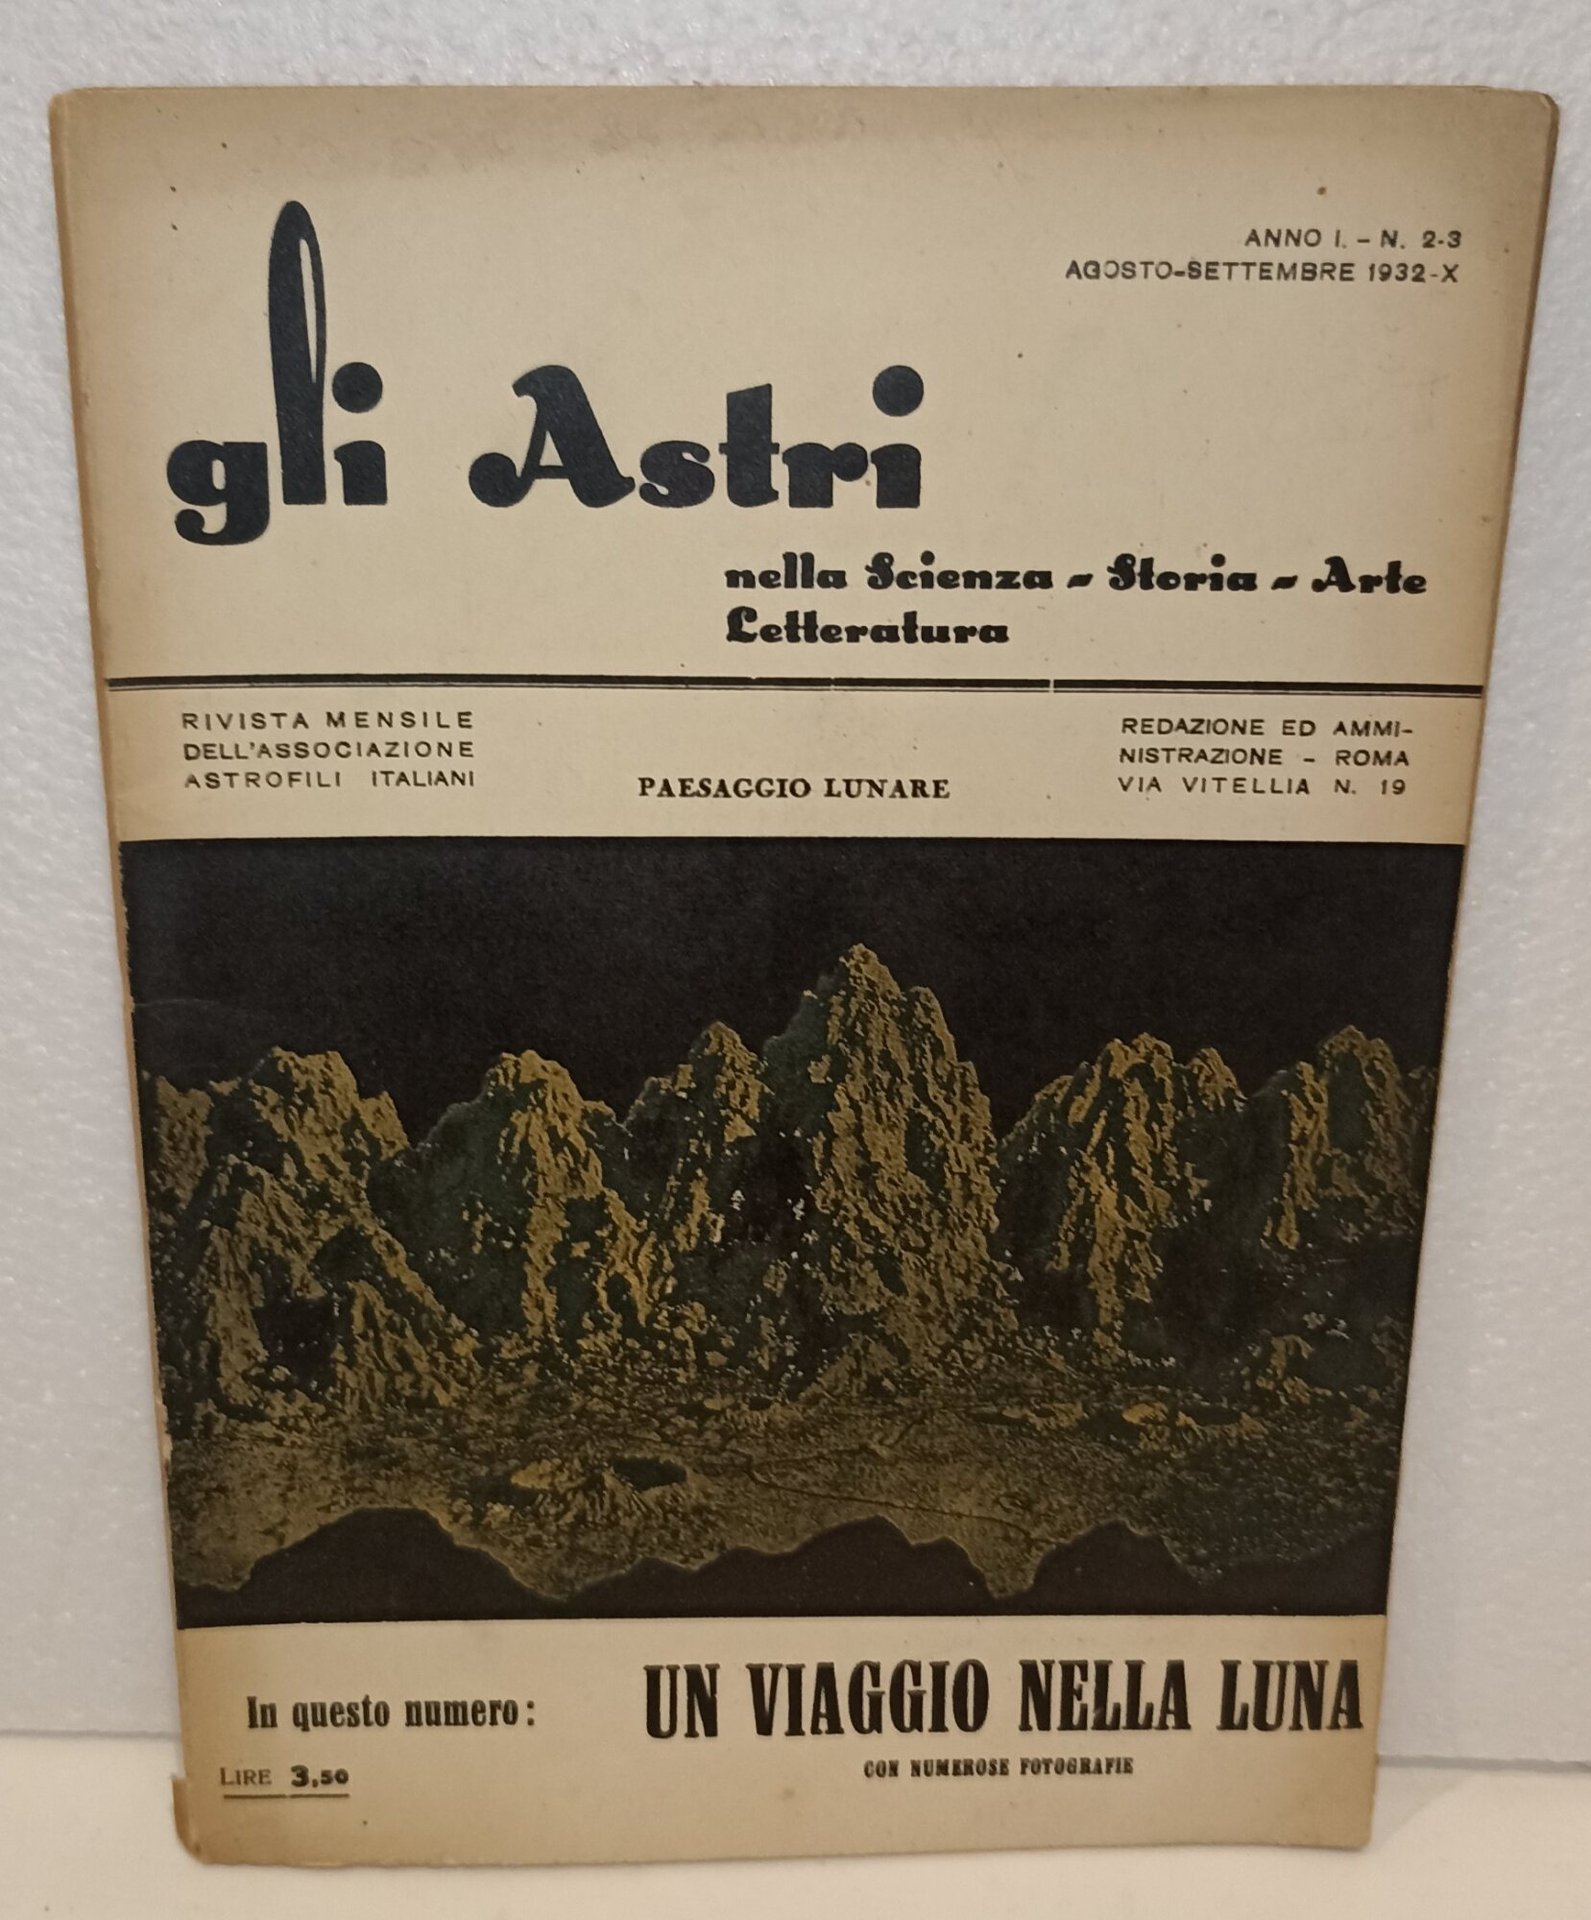 ANNO I. - N. 2-3
AGOSTO-SETTEMBRE 1932-X
gli Astri
nella Scienza - Storia - Arte
Letteratura
RIVISTA MENSILE
DELL'ASSOCIAZIONE
ASTROFILI ITALIANI
PAESAGGIO LUNARE
REDAZIONE ED AMMI-
NISTRAZIONE - ROMA
VIA VITELLIA N. 19
In questo numero:
UN VIAGGIO NELLA LUNA
CON NUMEROSE FOTOGRAFIE
LIRE 3,50